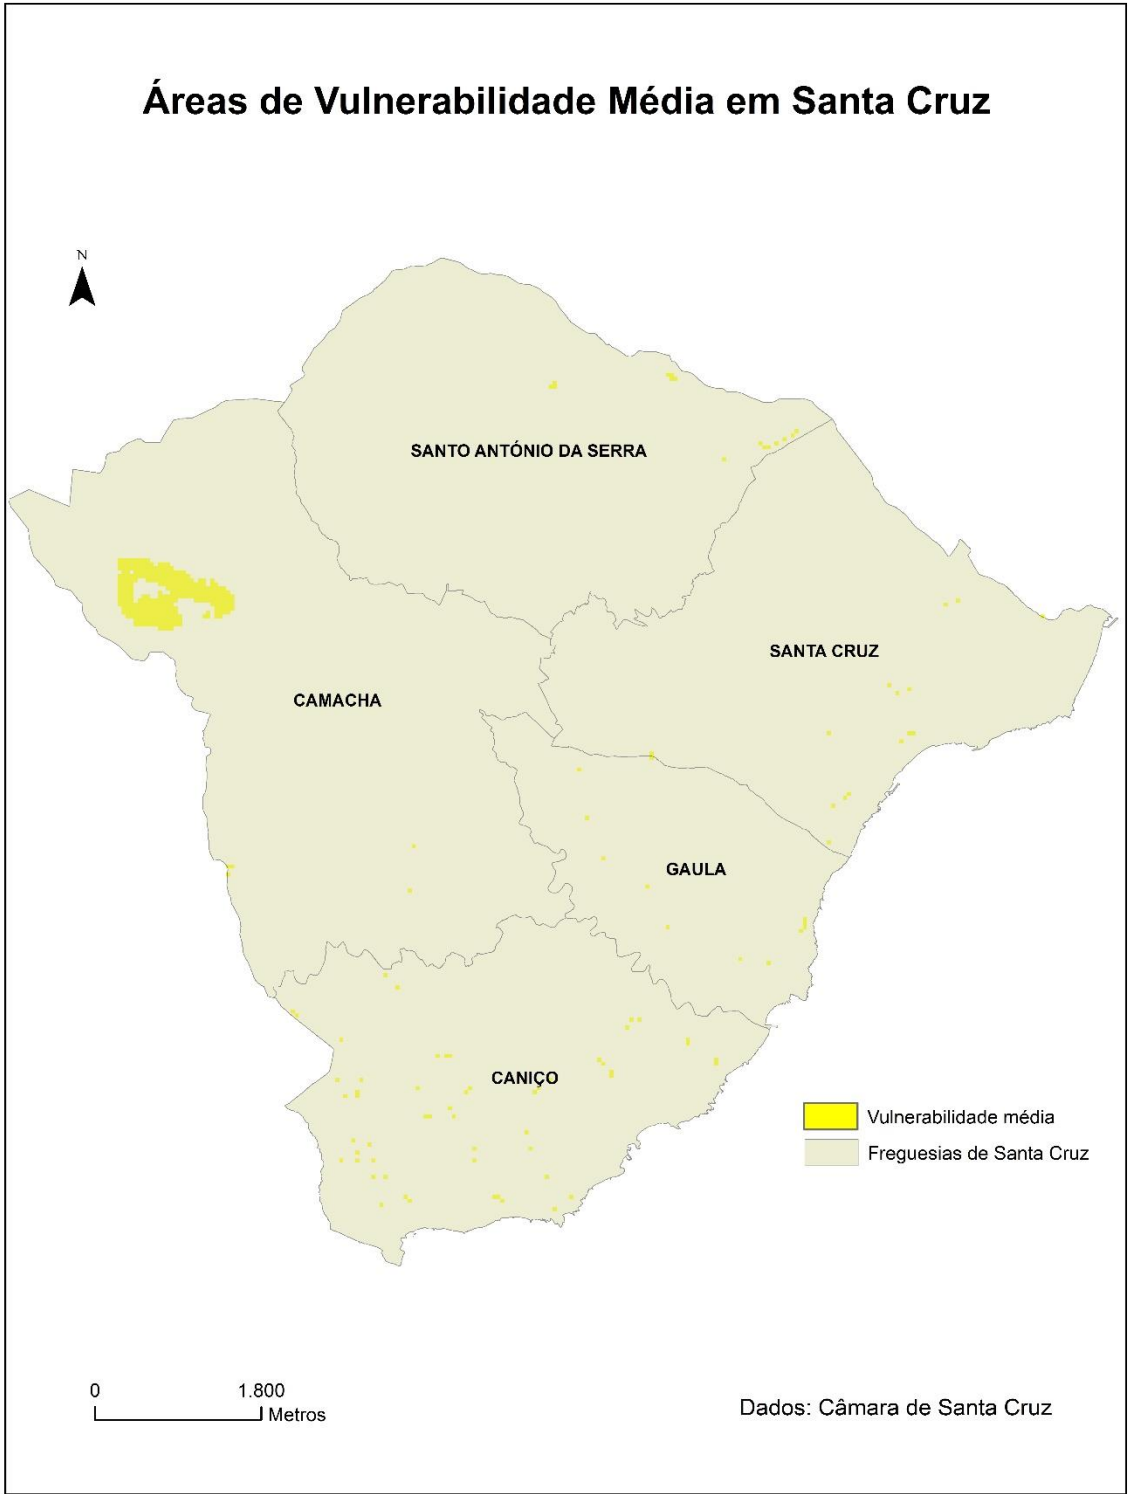 Áreas de Vulnerabilidade Média em Santa Cruz
N
SANTO ANTÓNIO DA SERRA
SANTA CRUZ
CAMACHA
GAULA
CANIÇO
Vulnerabilidade média
Freguesias de Santa Cruz
0 1.800
Metros
Dados: Câmara de Santa Cruz